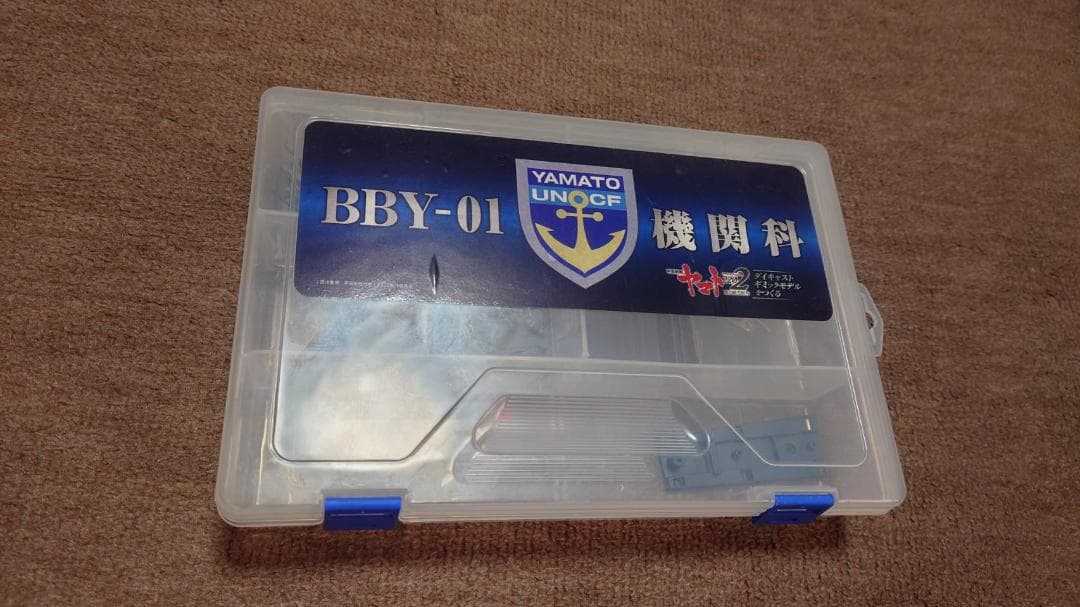 BBY-01
YAMATO
UNOCF
機関科
ヤマト
2
ダイキャスト
ギミックモデル
をつくる